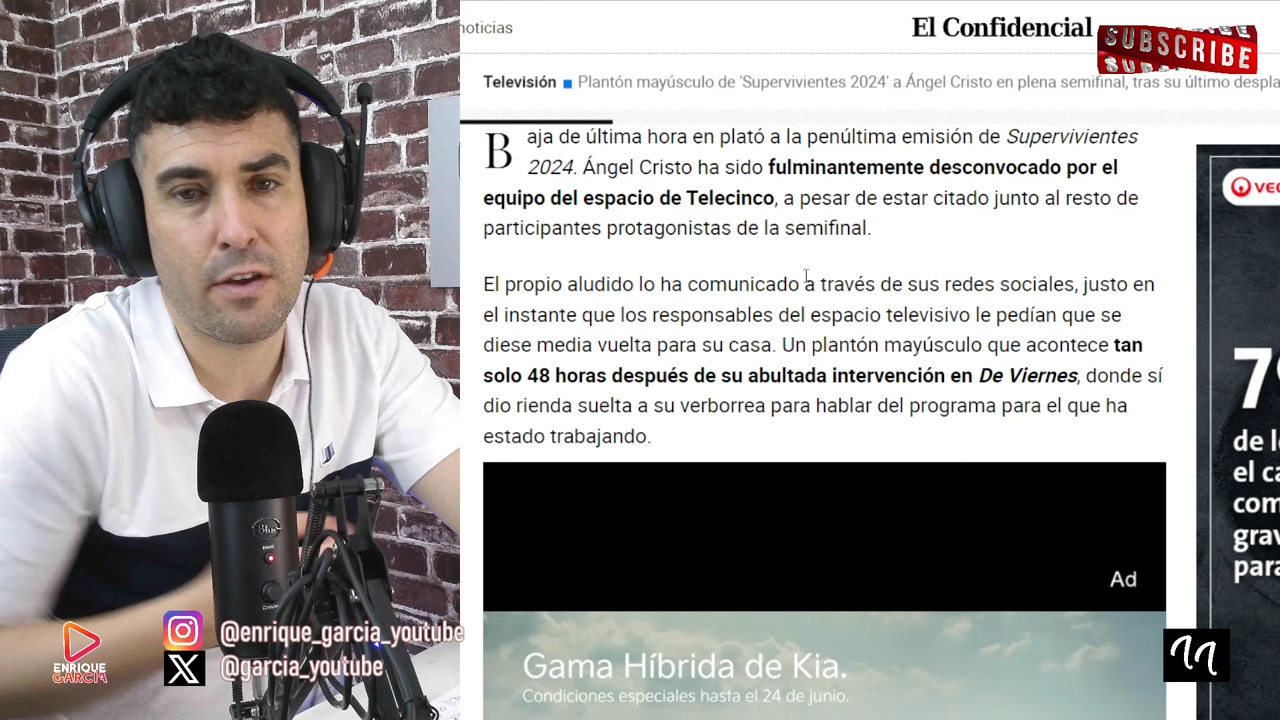 noticias
El Confidencial
SUBSCRIBE
Televisión Plantón mayúsculo de 'Supervivientes 2024' a Ángel Cristo en plena semifinal, tras su último
Baja de última hora en plató a la penúltima emisión de Supervivientes
2024. Ángel Cristo ha sido fulminantemente desconvocado por el
equipo del espacio de Telecinco, a pesar de estar citado junto al resto de
participantes protagonistas de la semifinal.
El propio aludido lo ha comunicado a través de sus redes sociales, justo en
el instante que los responsables del espacio televisivo le pedían que se
diese media vuelta para su casa. Un plantón mayúsculo que acontece tan
solo 48 horas después de su abultada intervención en De Viernes, donde sí
dio rienda suelta a su verborrea para hablar del programa para el que ha
estado trabajando.
Ad
Gama Híbrida de Kia.
Condiciones especiales hasta el 24 de junio.
de
el
para
Blue
ENRIQUE
GARCIA
@enrique_garcia_youtube
@garcia_youtube